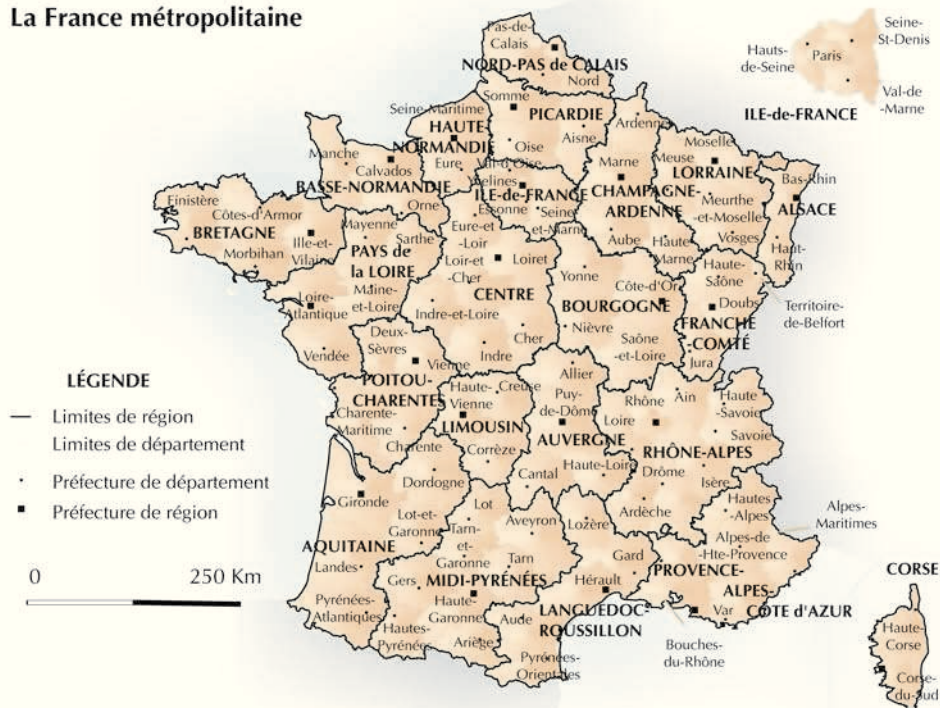 La France métropolitaine
Pas-de-
Calais
NORD-PAS de CALAIS
Nord
Seine-
St-Denis
Hauts-
de-Seine
Paris
Val-de
-Marne
ILE-de-FRANCE
Somme
PICARDIE
Aisne
Oise
Seine-Maritime
HAUTE-
NORMANDIE
Eure
Val-d'Oise
Ardennes
Manche
Calvados
BASSE-NORMANDIE
Orne
Yvelines
ILE-de-FRANCE
Essonne
Seine-
et-Marne
Marne
CHAMPAGNE-
ARDENNE
Aube
Haute-
Marne
Moselle
Meuse
LORRAINE
Meurthe
-et-Moselle
Vosges
Bas-Rhin
ALSACE
Haut-
Rhin
Finistère
Côtes-d'Armor
BRETAGNE
Morbihan
Ille-et-
Vilaine
Mayenne
Sarthe
PAYS de
la LOIRE
Maine-
et-Loire
Loire-
Atlantique
Vendée
Eure-et
-Loir
Loir-et
-Cher
Loiret
CENTRE
Indre-et-Loire
Cher
Indre
Yonne
Côte-d'Or
BOURGOGNE
Nièvre
Saône
-et-Loire
Haute-
Saône
Doubs
FRANCHE
-COMTÉ
Jura
Territoire-
de-Belfort
Deux-
Sèvres
Vienne
POITOU-
CHARENTES
Charente-
Maritime
Charente
Haute-
Vienne
Creuse
LIMOUSIN
Corrèze
Allier
Puy-
de-Dôme
AUVERGNE
Cantal
Haute-Loire
Rhône
Ain
Haute
-Savoie
Loire
Savoie
RHÔNE-ALPES
Drôme
Isère
Ardèche
LÉGENDE
Limites de région
Limites de département
Préfecture de département
Préfecture de région
0 250 Km
Dordogne
Gironde
Lot-et-
Garonne
AQUITAINE
Landes
Pyrénées-
Atlantiques
Lot
Aveyron
Tarn-
et-
Garonne
Tarn
Gers
MIDI-PYRÉNÉES
Haute-
Garonne
Hautes-
Pyrénées
Ariège
Lozère
Gard
Hérault
LANGUEDOC-
ROUSSILLON
Aude
Pyrénées-
Orientales
Hautes
-Alpes
Alpes-de
-Hte-Provence
Alpes-
Maritimes
PROVENCE-
ALPES-
CÔTE d'AZUR
Var
Bouches-
du-Rhône
CORSE
Haute-
Corse
Corse-
du-Sud